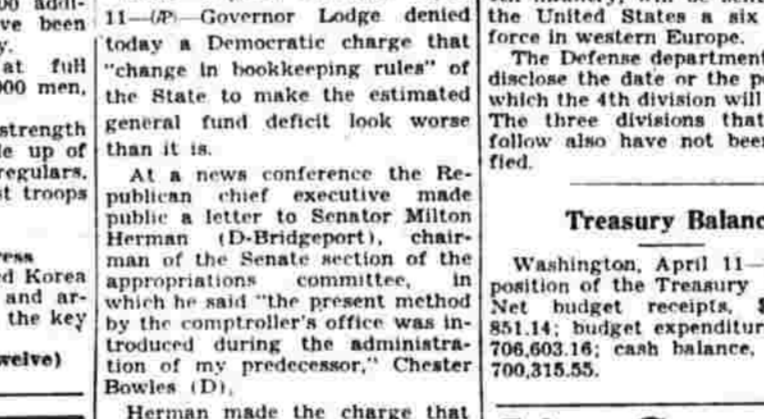 ve been
y.
at full
000 men,
strength
le up of
regulars.
st troops
ed Korea
and ar-
the key
11—(AP)—Governor Lodge denied
today a Democratic charge that
"change in bookkeeping rules" of
the State to make the estimated
general fund deficit look worse
than it is.
At a news conference the Re-
publican chief executive made
public a letter to Senator Milton
Herman (D-Bridgeport), chair-
man of the Senate section of the
appropriations committee, in
which he said "the present method
by the comptroller's office was in-
troduced during the administra-
tion of my predecessor," Chester
Bowles (D),
Herman made the charge that
the United States a six
force in western Europe.
The Defense department
disclose the date or the p
which the 4th division will
The three divisions that
follow also have not been
fied.
Treasury Balanc
Washington, April 11—
position of the Treasury
Net budget receipts, $
851.14; budget expenditur
706,603.16; cash balance,
700,315.55.